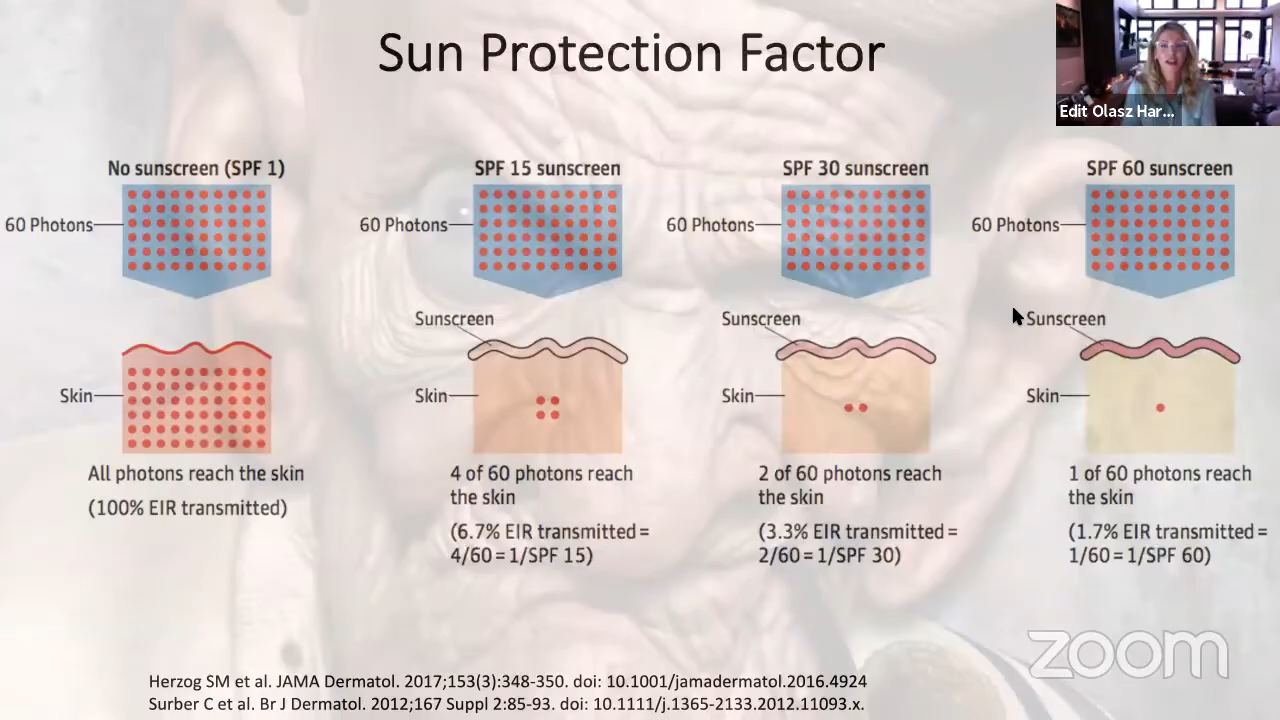 Sun Protection Factor
Edit Olasz Har...
No sunscreen (SPF 1)
60 Photons
Skin
All photons reach the skin
(100% EIR transmitted)
SPF 15 sunscreen
60 Photons
Sunscreen
Skin
4 of 60 photons reach
the skin
(6.7% EIR transmitted =
4/60 = 1/SPF 15)
SPF 30 sunscreen
60 Photons
Sunscreen
Skin
2 of 60 photons reach
the skin
(3.3% EIR transmitted =
2/60 = 1/SPF 30)
SPF 60 sunscreen
60 Photons
Sunscreen
Skin
1 of 60 photons reach
the skin
(1.7% EIR transmitted =
1/60 = 1/SPF 60)
zoom
Herzog SM et al. JAMA Dermatol. 2017;153(3):348-350. doi: 10.1001/jamadermatol.2016.4924
Surber C et al. Br J Dermatol. 2012;167 Suppl 2:85-93. doi: 10.1111/j.1365-2133.2012.11093.x.